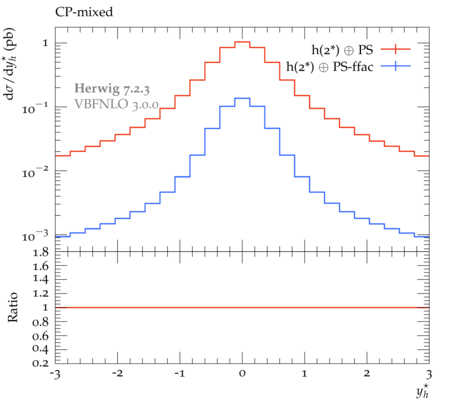 CP-mixed
dσ/dy*h (pb)
1
10⁻¹
10⁻²
10⁻³
h(2*) ⊕ PS
h(2*) ⊕ PS-ffac
Herwig 7.2.3
VBFNLO 3.0.0
Ratio
1.8
1.6
1.4
1.2
1
0.8
0.6
0.4
0.2
-3 -2 -1 0 1 2 3
y*h